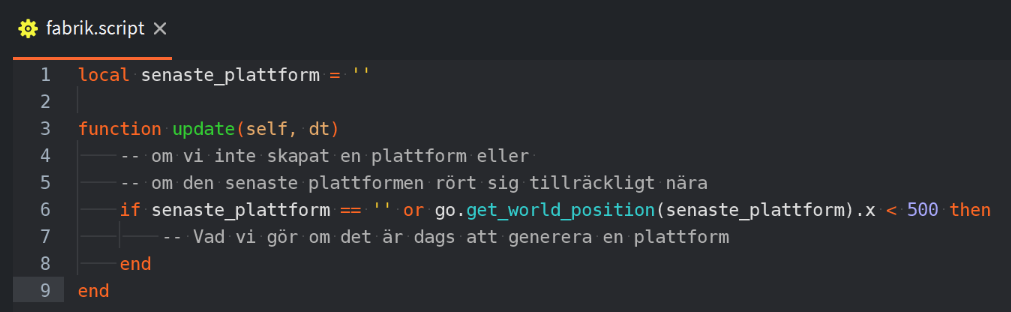 fabrik.script ×
1 local senaste_plattform = ''
2
3 function update(self, dt)
4 -- om vi inte skapat en plattform eller
5 -- om den senaste plattformen rört sig tillräckligt nära
6 if senaste_plattform == '' or go.get_world_position(senaste_plattform).x < 500 then
7 -- Vad vi gör om det är dags att generera en plattform
8 end
9 end